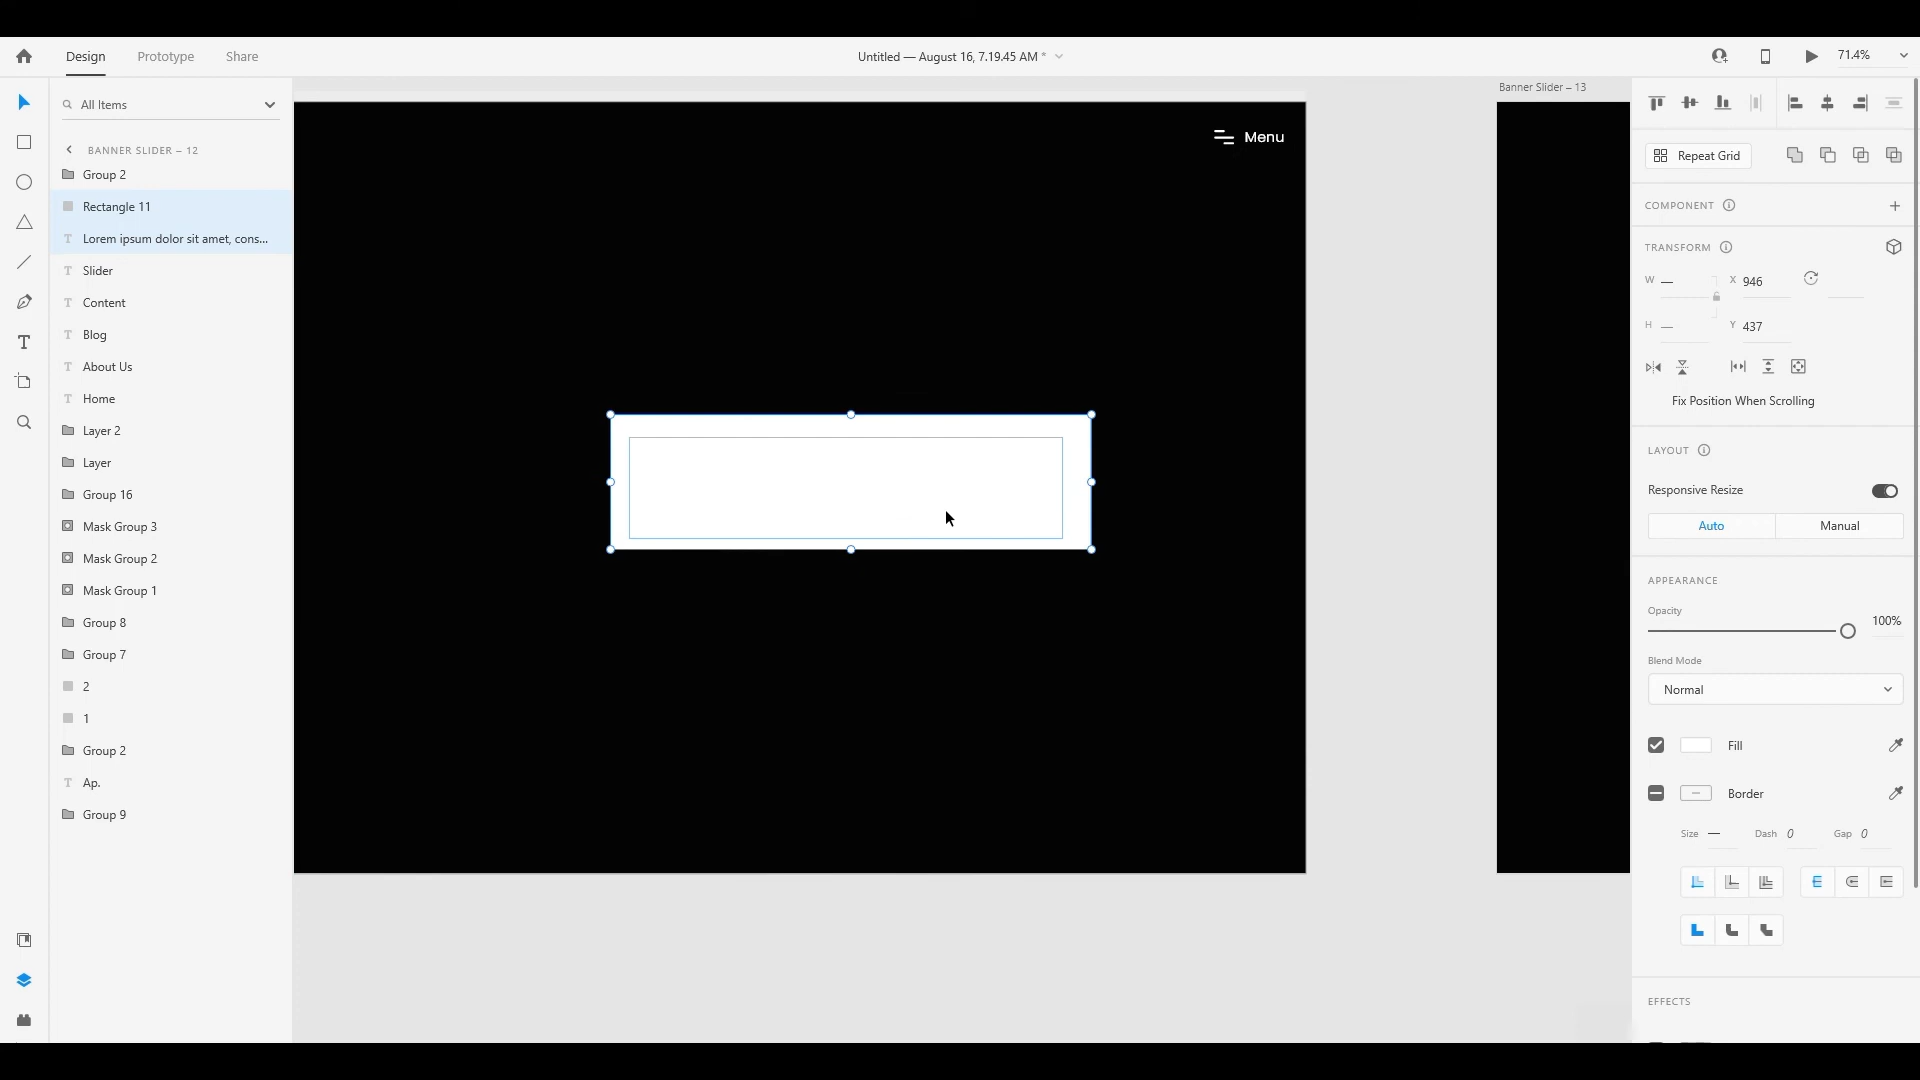 Design
Prototype
Share
Untitled — August 16, 7.19.45 AM *
71.4%
All Items
BANNER SLIDER – 12
Group 2
Rectangle 11
Lorem ipsum dolor sit amet, cons...
Slider
Content
Blog
About Us
Home
Layer 2
Layer
Group 16
Mask Group 3
Mask Group 2
Mask Group 1
Group 8
Group 7
2
1
Group 2
Ap.
Group 9
Menu
Banner Slider – 13
Repeat Grid
COMPONENT
TRANSFORM
W —
X 946
H —
Y 437
Fix Position When Scrolling
LAYOUT
Responsive Resize
Auto
Manual
APPEARANCE
Opacity
100%
Blend Mode
Normal
Fill
Border
Size —
Dash 0
Gap 0
EFFECTS